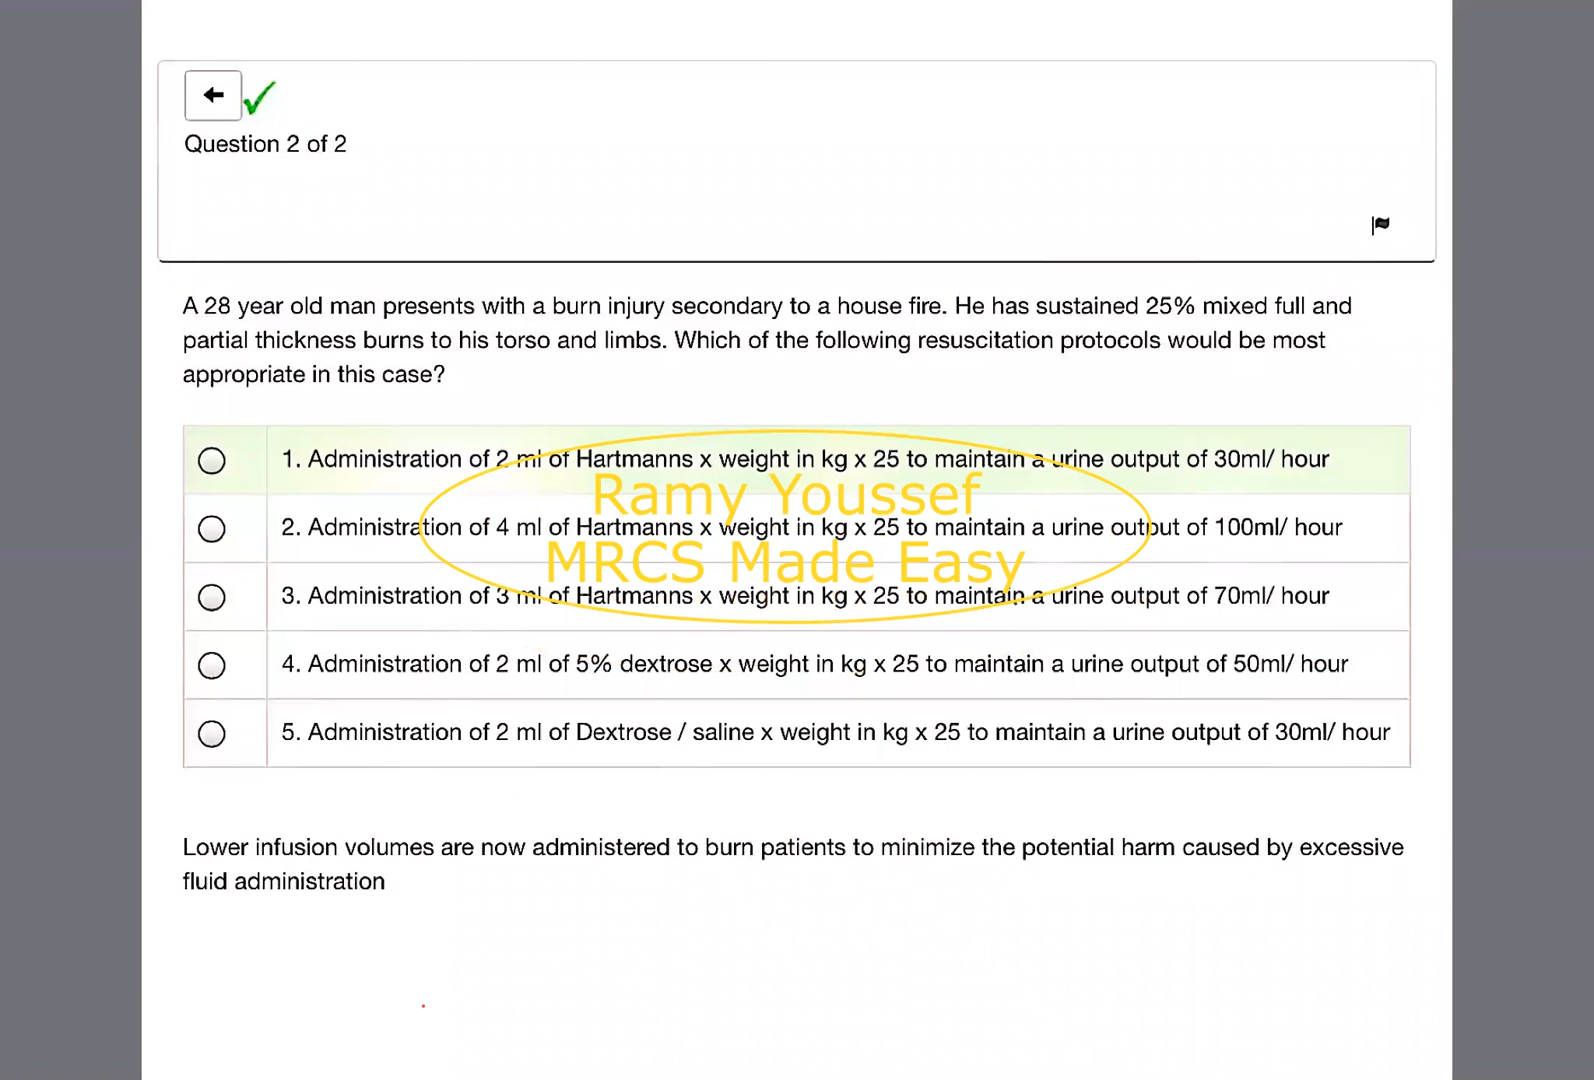 Question 2 of 2
A 28 year old man presents with a burn injury secondary to a house fire. He has sustained 25% mixed full and
partial thickness burns to his torso and limbs. Which of the following resuscitation protocols would be most
appropriate in this case?
1. Administration of 2 ml of Hartmanns x weight in kg x 25 to maintain a urine output of 30ml/ hour
Ramy Youssef
2. Administration of 4 ml of Hartmanns x weight in kg x 25 to maintain a urine output of 100ml/ hour
MRCS Made Easy
3. Administration of 3 ml of Hartmanns x weight in kg x 25 to maintain a urine output of 70ml/ hour
4. Administration of 2 ml of 5% dextrose x weight in kg x 25 to maintain a urine output of 50ml/ hour
5. Administration of 2 ml of Dextrose / saline x weight in kg x 25 to maintain a urine output of 30ml/ hour
Lower infusion volumes are now administered to burn patients to minimize the potential harm caused by excessive
fluid administration